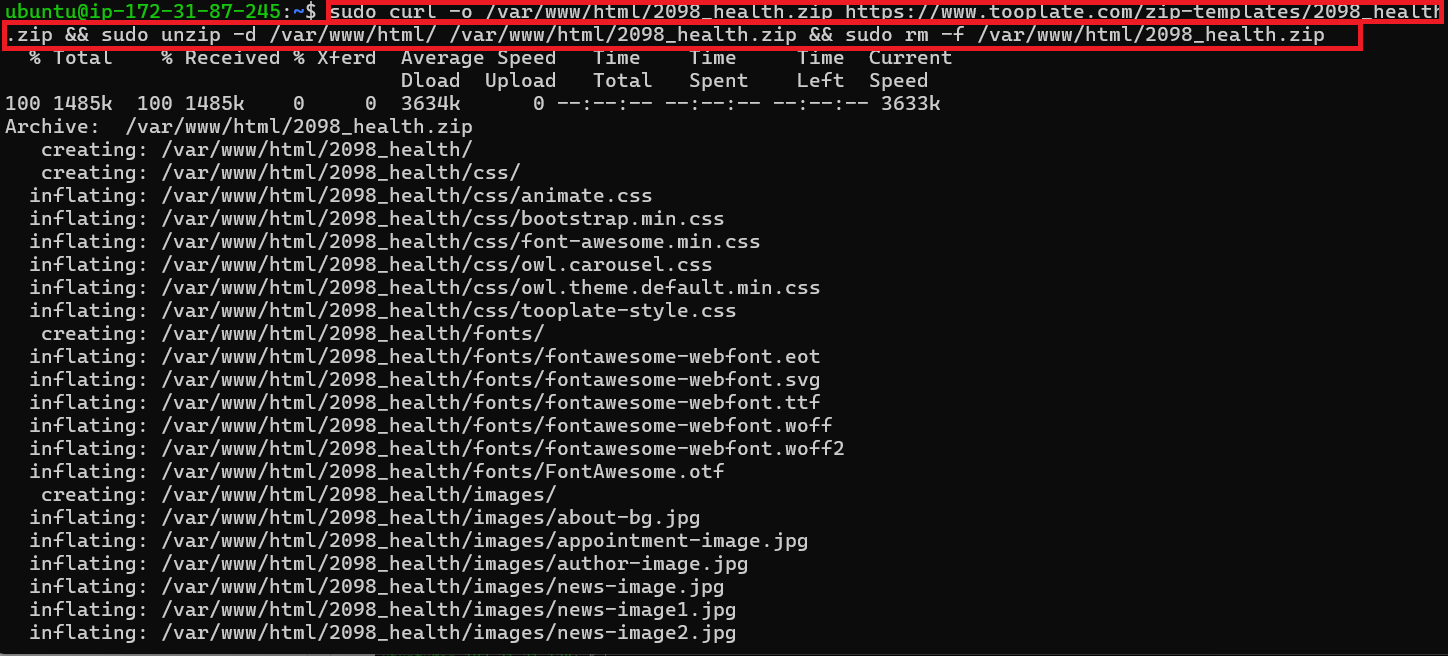 ubuntu@ip-172-31-87-245:~$ sudo curl -o /var/www/html/2098_health.zip https://www.tooplate.com/zip-templates/2098_health
.zip && sudo unzip -d /var/www/html/ /var/www/html/2098_health.zip && sudo rm -f /var/www/html/2098_health.zip
  % Total    % Received % Xferd  Average Speed   Time    Time     Time  Current
                                 Dload  Upload   Total   Spent    Left  Speed
100 1485k  100 1485k    0     0  3634k      0 --:--:-- --:--:-- --:--:-- 3633k
Archive:  /var/www/html/2098_health.zip
   creating: /var/www/html/2098_health/
   creating: /var/www/html/2098_health/css/
  inflating: /var/www/html/2098_health/css/animate.css
  inflating: /var/www/html/2098_health/css/bootstrap.min.css
  inflating: /var/www/html/2098_health/css/font-awesome.min.css
  inflating: /var/www/html/2098_health/css/owl.carousel.css
  inflating: /var/www/html/2098_health/css/owl.theme.default.min.css
  inflating: /var/www/html/2098_health/css/tooplate-style.css
   creating: /var/www/html/2098_health/fonts/
  inflating: /var/www/html/2098_health/fonts/fontawesome-webfont.eot
  inflating: /var/www/html/2098_health/fonts/fontawesome-webfont.svg
  inflating: /var/www/html/2098_health/fonts/fontawesome-webfont.ttf
  inflating: /var/www/html/2098_health/fonts/fontawesome-webfont.woff
  inflating: /var/www/html/2098_health/fonts/fontawesome-webfont.woff2
  inflating: /var/www/html/2098_health/fonts/FontAwesome.otf
   creating: /var/www/html/2098_health/images/
  inflating: /var/www/html/2098_health/images/about-bg.jpg
  inflating: /var/www/html/2098_health/images/appointment-image.jpg
  inflating: /var/www/html/2098_health/images/author-image.jpg
  inflating: /var/www/html/2098_health/images/news-image.jpg
  inflating: /var/www/html/2098_health/images/news-image1.jpg
  inflating: /var/www/html/2098_health/images/news-image2.jpg